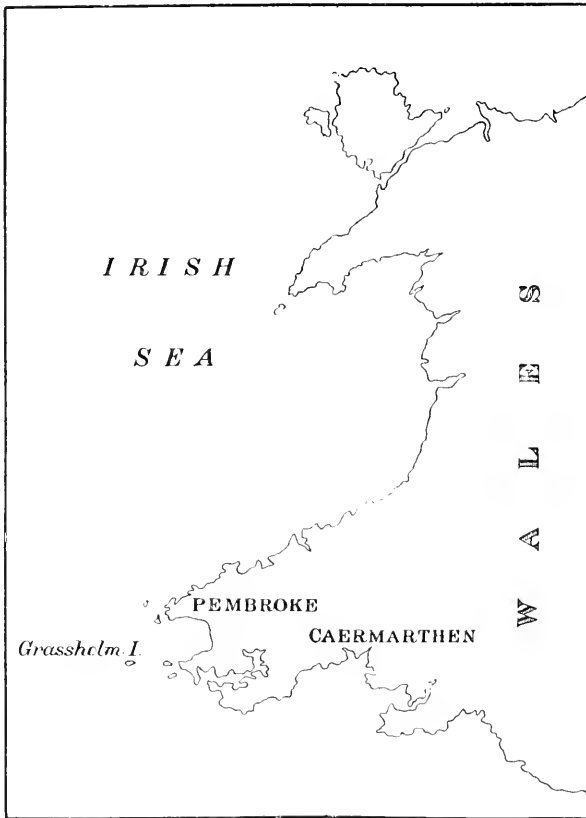 IRISH
SEA
WALES
PEMBROKE
CAERMARTHEN
Grassholm I.